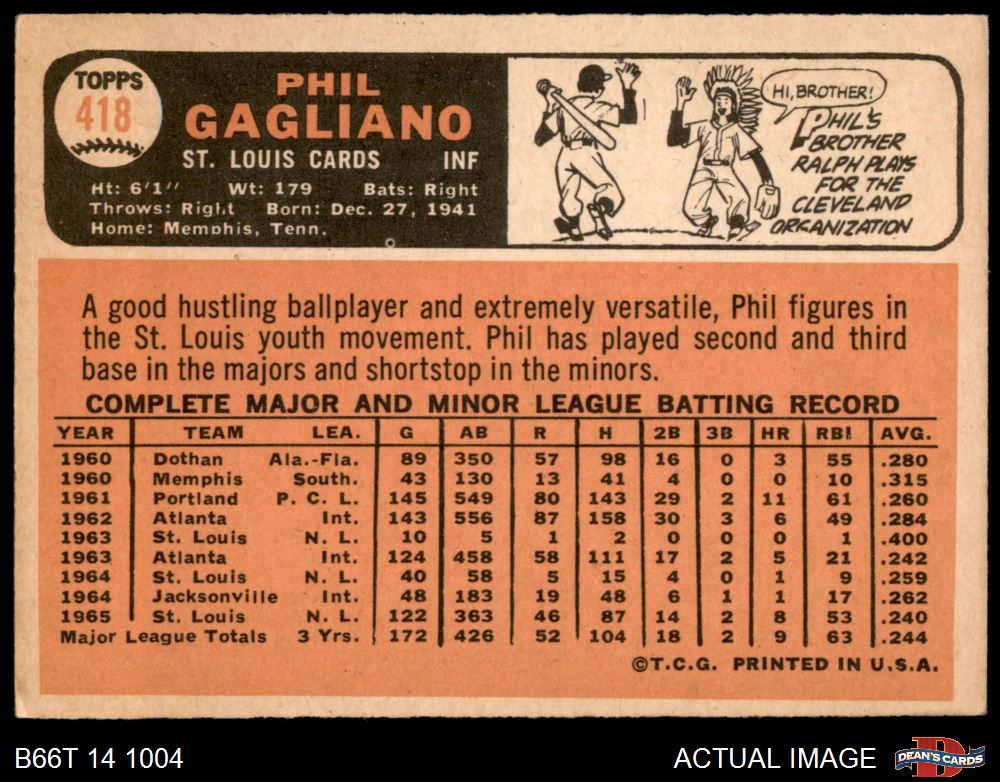 TOPPS
418
PHIL
GAGLIANO
ST. LOUIS CARDS INF
Ht: 6'1" Wt: 179 Bats: Right
Throws: Right Born: Dec. 27, 1941
Home: Memphis, Tenn.
HI, BROTHER!
PHIL'S
BROTHER
RALPH PLAYS
FOR THE
CLEVELAND
ORGANIZATION
A good hustling ballplayer and extremely versatile, Phil figures in
the St. Louis youth movement. Phil has played second and third
base in the majors and shortstop in the minors.
COMPLETE MAJOR AND MINOR LEAGUE BATTING RECORD
YEAR TEAM LEA. G AB R H 2B 3B HR RBI AVG.
1960 Dothan Ala.-Fla. 89 350 57 98 16 0 3 55 .280
1960 Memphis South. 43 130 13 41 4 0 0 10 .315
1961 Portland P. C. L. 145 549 80 143 29 2 11 61 .260
1962 Atlanta Int. 143 556 87 158 30 3 6 49 .284
1963 St. Louis N. L. 10 5 1 2 0 0 0 1 .400
1963 Atlanta Int. 124 458 58 111 17 2 5 21 .242
1964 St. Louis N. L. 40 58 5 15 4 0 1 9 .259
1964 Jacksonville Int. 48 183 19 48 6 1 1 17 .262
1965 St. Louis N. L. 122 363 46 87 14 2 8 53 .240
Major League Totals 3 Yrs. 172 426 52 104 18 2 9 63 .244
©T.C.G. PRINTED IN U.S.A.
B66T 14 1004
ACTUAL IMAGE
D
DEAN'S CARDS